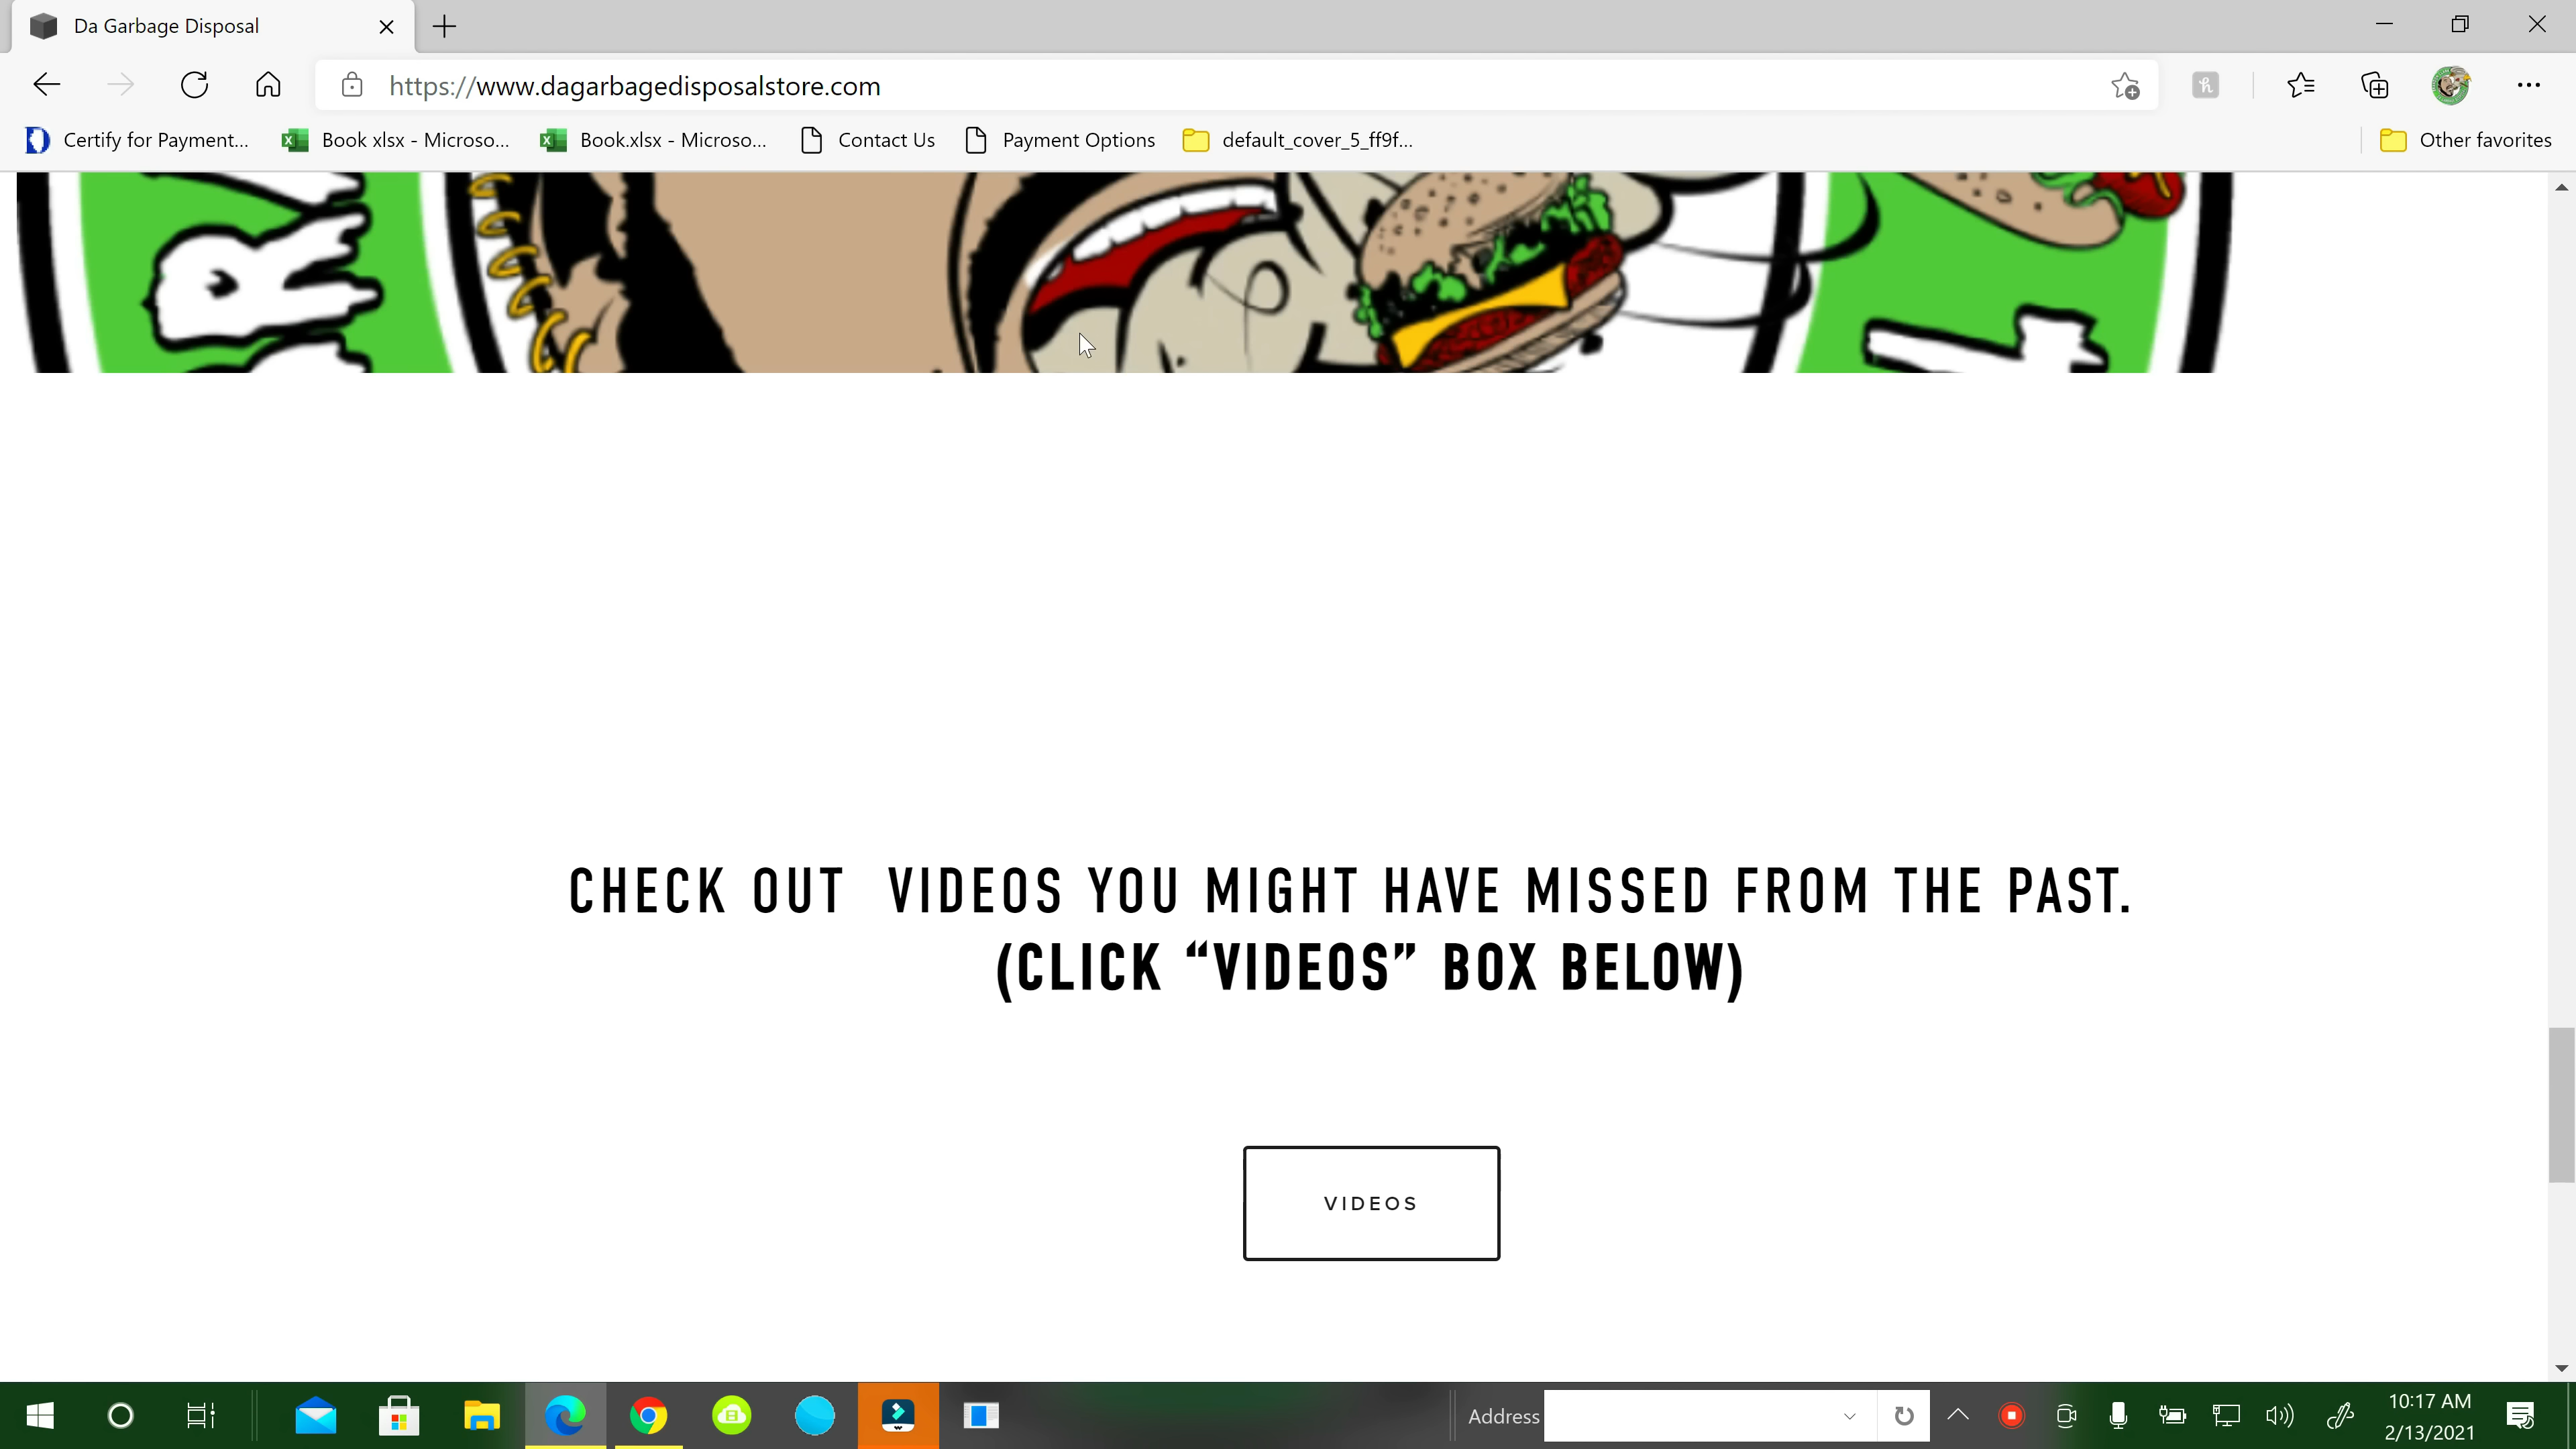 Da Garbage Disposal
https://www.dagarbagedisposalstore.com
Certify for Payment... Book xlsx - Microso... Book.xlsx - Microso... Contact Us Payment Options default_cover_5_ff9f... Other favorites
CHECK OUT VIDEOS YOU MIGHT HAVE MISSED FROM THE PAST.
(CLICK “VIDEOS” BOX BELOW)
VIDEOS
Address
10:17 AM
2/13/2021